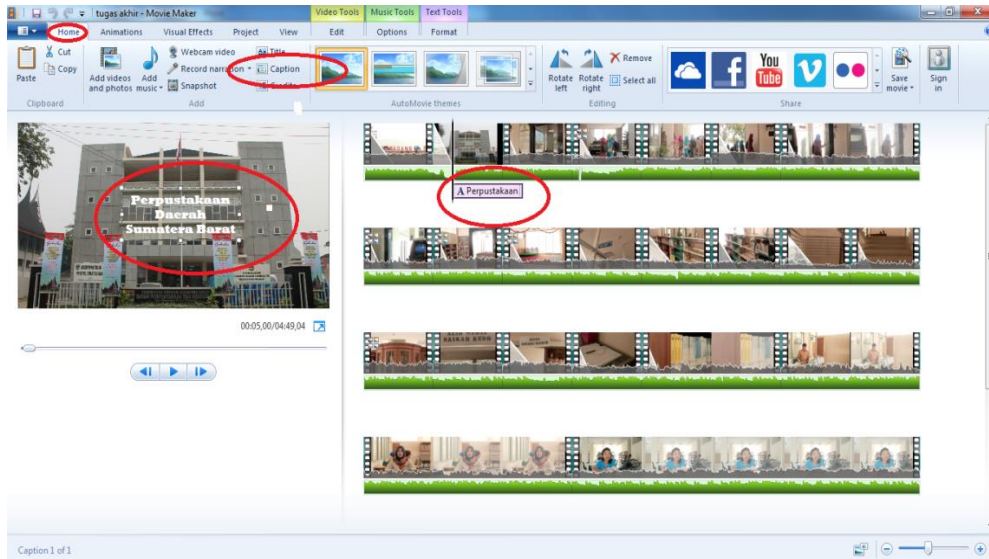 tugas akhir - Movie Maker
Video Tools
Music Tools
Text Tools
Home
Animations
Visual Effects
Project
View
Edit
Options
Format
Paste
Cut
Copy
Clipboard
Add videos and photos
Add music
Webcam video
Record narration
Snapshot
Title
Caption
Credits
Add
AutoMovie themes
Rotate left
Rotate right
Remove
Select all
Editing
f
You
Tube
Share
Save movie
Sign in
Perpustakaan
Daerah
Sumatera Barat
00:05,00/04:49,04
A Perpustakaan
Caption 1 of 1